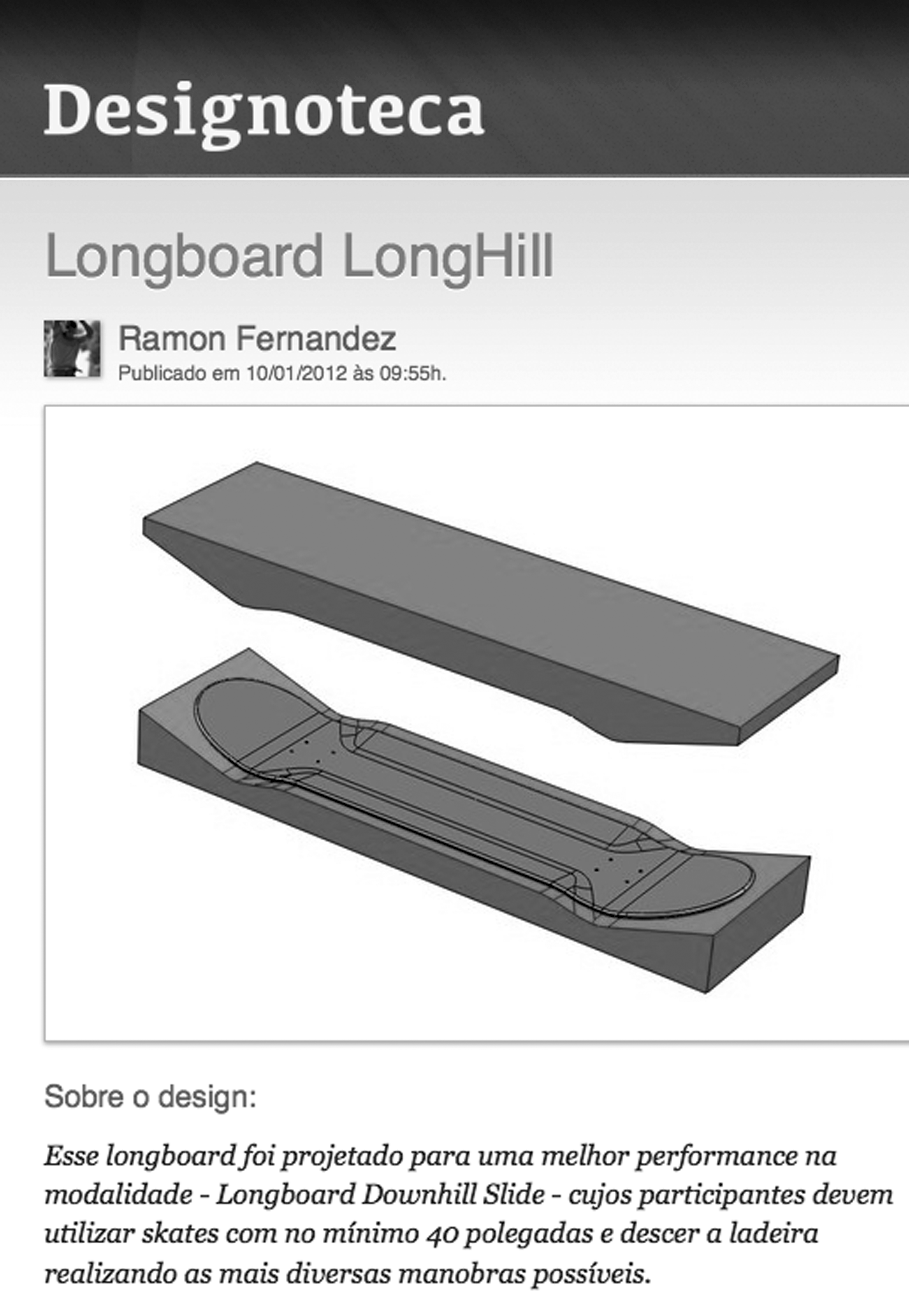 Designoteca
Longboard LongHill
Ramon Fernandez
Publicado em 10/01/2012 às 09:55h.
Sobre o design:
Esse longboard foi projetado para uma melhor performance na
modalidade - Longboard Downhill Slide - cujos participantes devem
utilizar skates com no mínimo 40 polegadas e descer a ladeira
realizando as mais diversas manobras possíveis.